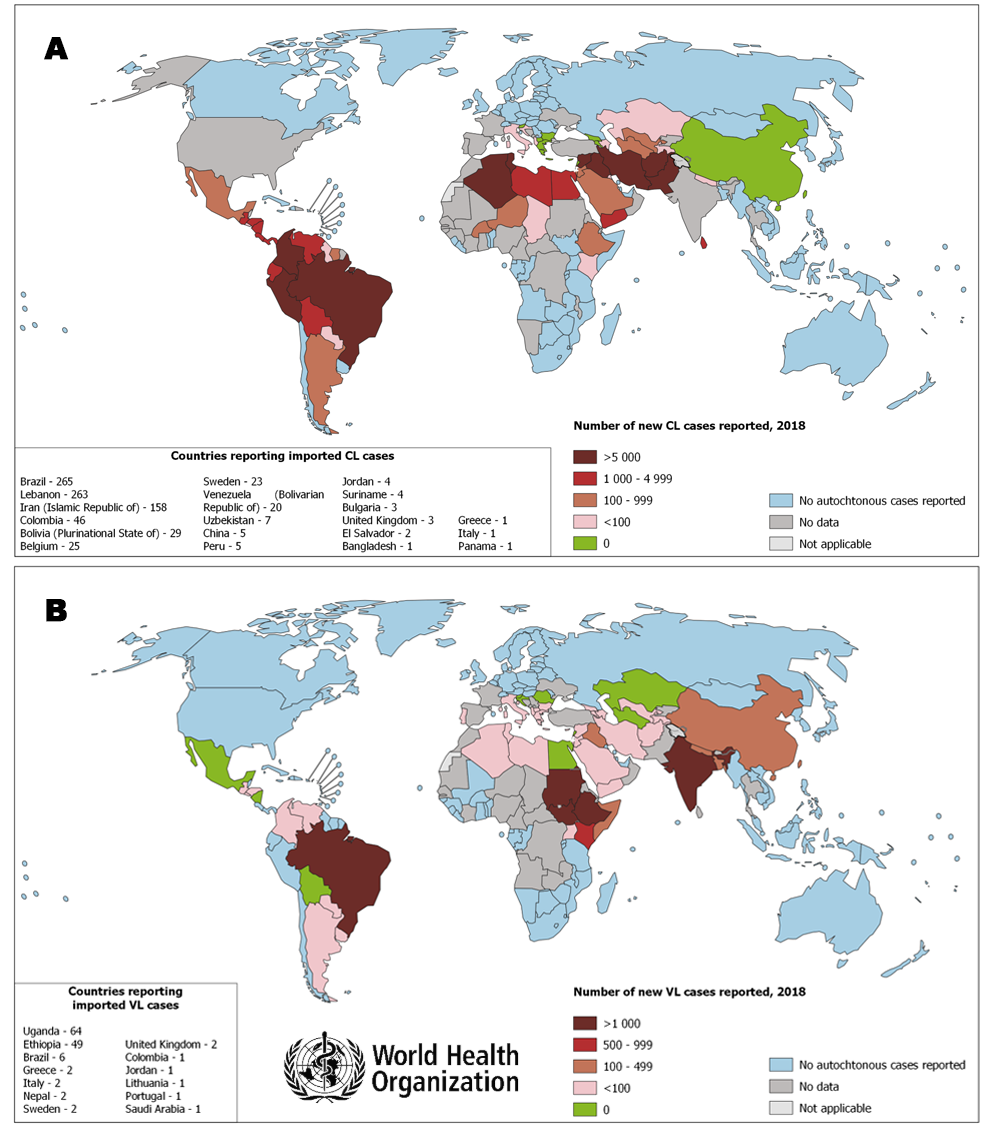 A
Number of new CL cases reported, 2018
>5 000
1 000 - 4 999
100 - 999
<100
0
No autochtonous cases reported
No data
Not applicable
Countries reporting imported CL cases
Brazil - 265
Lebanon - 263
Iran (Islamic Republic of) - 158
Colombia - 46
Bolivia (Plurinational State of) - 29
Belgium - 25
Sweden - 23
Venezuela (Bolivarian
Republic of) - 20
Uzbekistan - 7
China - 5
Peru - 5
Jordan - 4
Suriname - 4
Bulgaria - 3
United Kingdom - 3
El Salvador - 2
Bangladesh - 1
Greece - 1
Italy - 1
Panama - 1
B
Countries reporting
imported VL cases
Uganda - 64
Ethiopia - 49
Brazil - 6
Greece - 2
Italy - 2
Nepal - 2
Sweden - 2
United Kingdom - 2
Colombia - 1
Jordan - 1
Lithuania - 1
Portugal - 1
Saudi Arabia - 1
World Health
Organization
Number of new VL cases reported, 2018
>1 000
500 - 999
100 - 499
<100
0
No autochtonous cases reported
No data
Not applicable